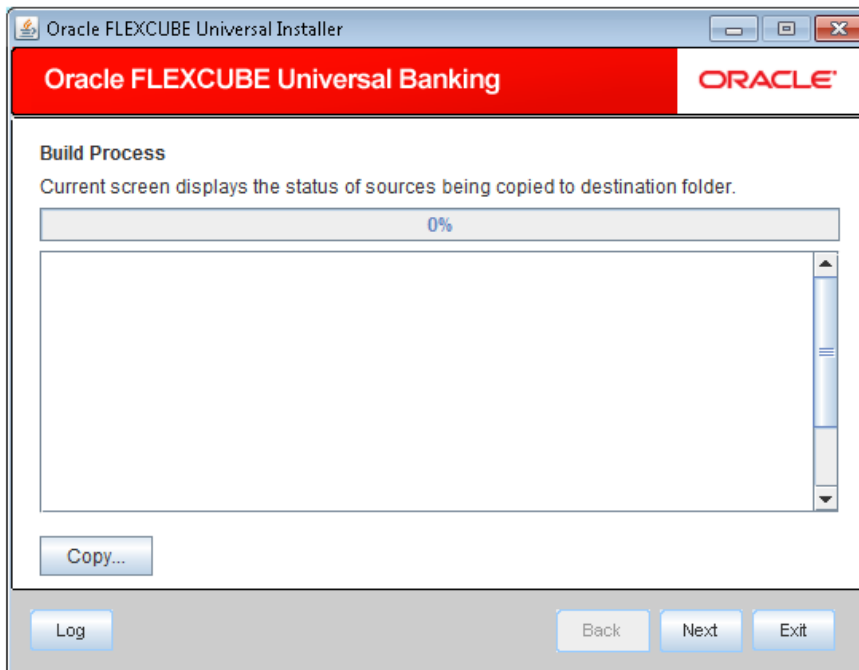 Oracle FLEXCUBE Universal Installer
Oracle FLEXCUBE Universal Banking
ORACLE
Build Process
Current screen displays the status of sources being copied to destination folder.
0%
Copy...
Log
Back
Next
Exit